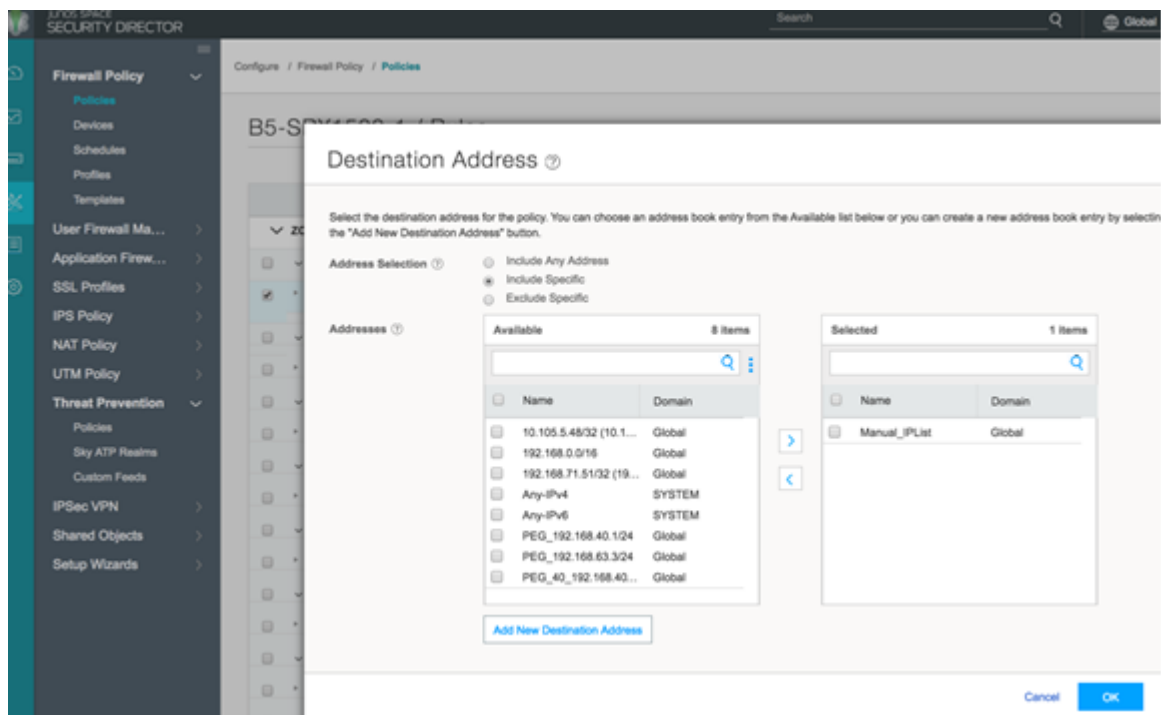 JUNOS SPACE
SECURITY DIRECTOR
Search
Global
Firewall Policy
Policies
Devices
Schedules
Profiles
Templates
User Firewall Ma...
Application Firew...
SSL Profiles
IPS Policy
NAT Policy
UTM Policy
Threat Prevention
Policies
Sky ATP Realms
Custom Feeds
IPSec VPN
Shared Objects
Setup Wizards
Configure / Firewall Policy / Policies
Destination Address
Select the destination address for the policy. You can choose an address book entry from the Available list below or you can create a new address book entry by selectin
the "Add New Destination Address" button.
Address Selection
Include Any Address
Include Specific
Exclude Specific
Addresses
Available 8 items
Name Domain
10.105.5.48/32 (10.1... Global
192.168.0.0/16 Global
192.168.71.51/32 (19... Global
Any-IPv4 SYSTEM
Any-IPv6 SYSTEM
PEG_192.168.40.1/24 Global
PEG_192.168.63.3/24 Global
PEG_40_192.168.40... Global
Selected 1 items
Name Domain
Manual_IPList Global
Add New Destination Address
Cancel OK